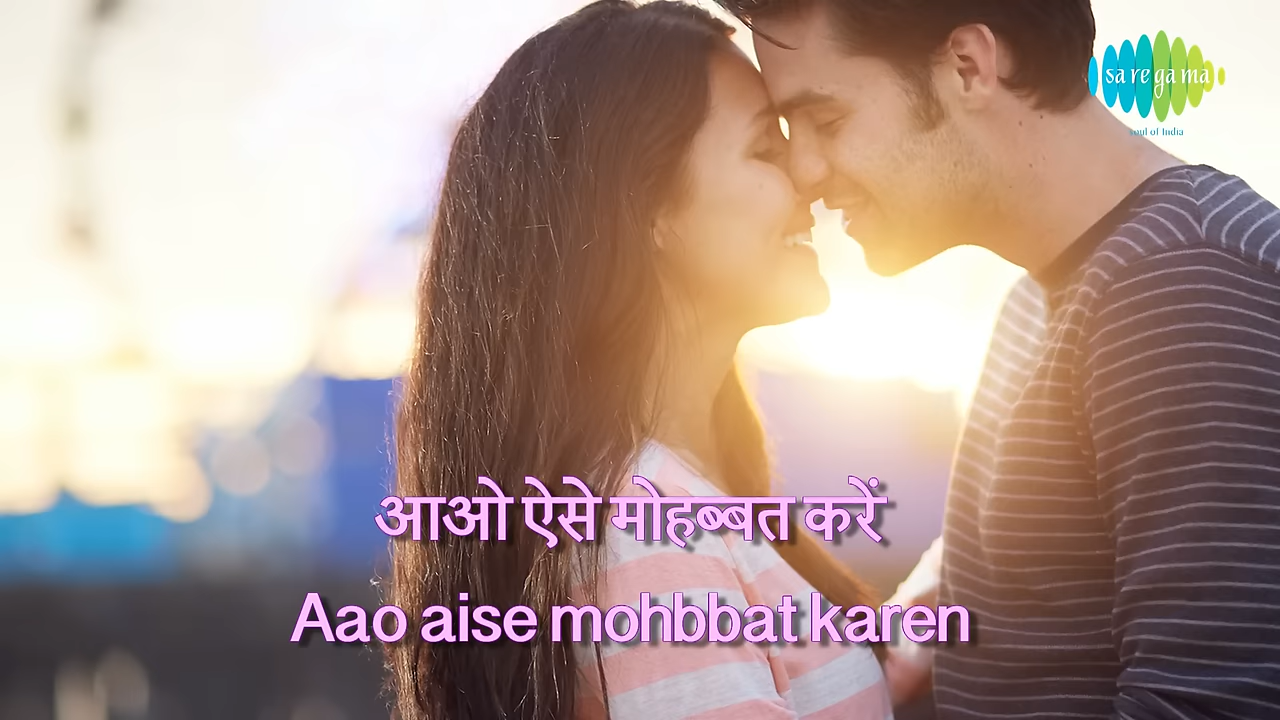 sa re ga ma
soul of India
आओ ऐसे मोहब्बत करें
Aao aise mohbbat karen